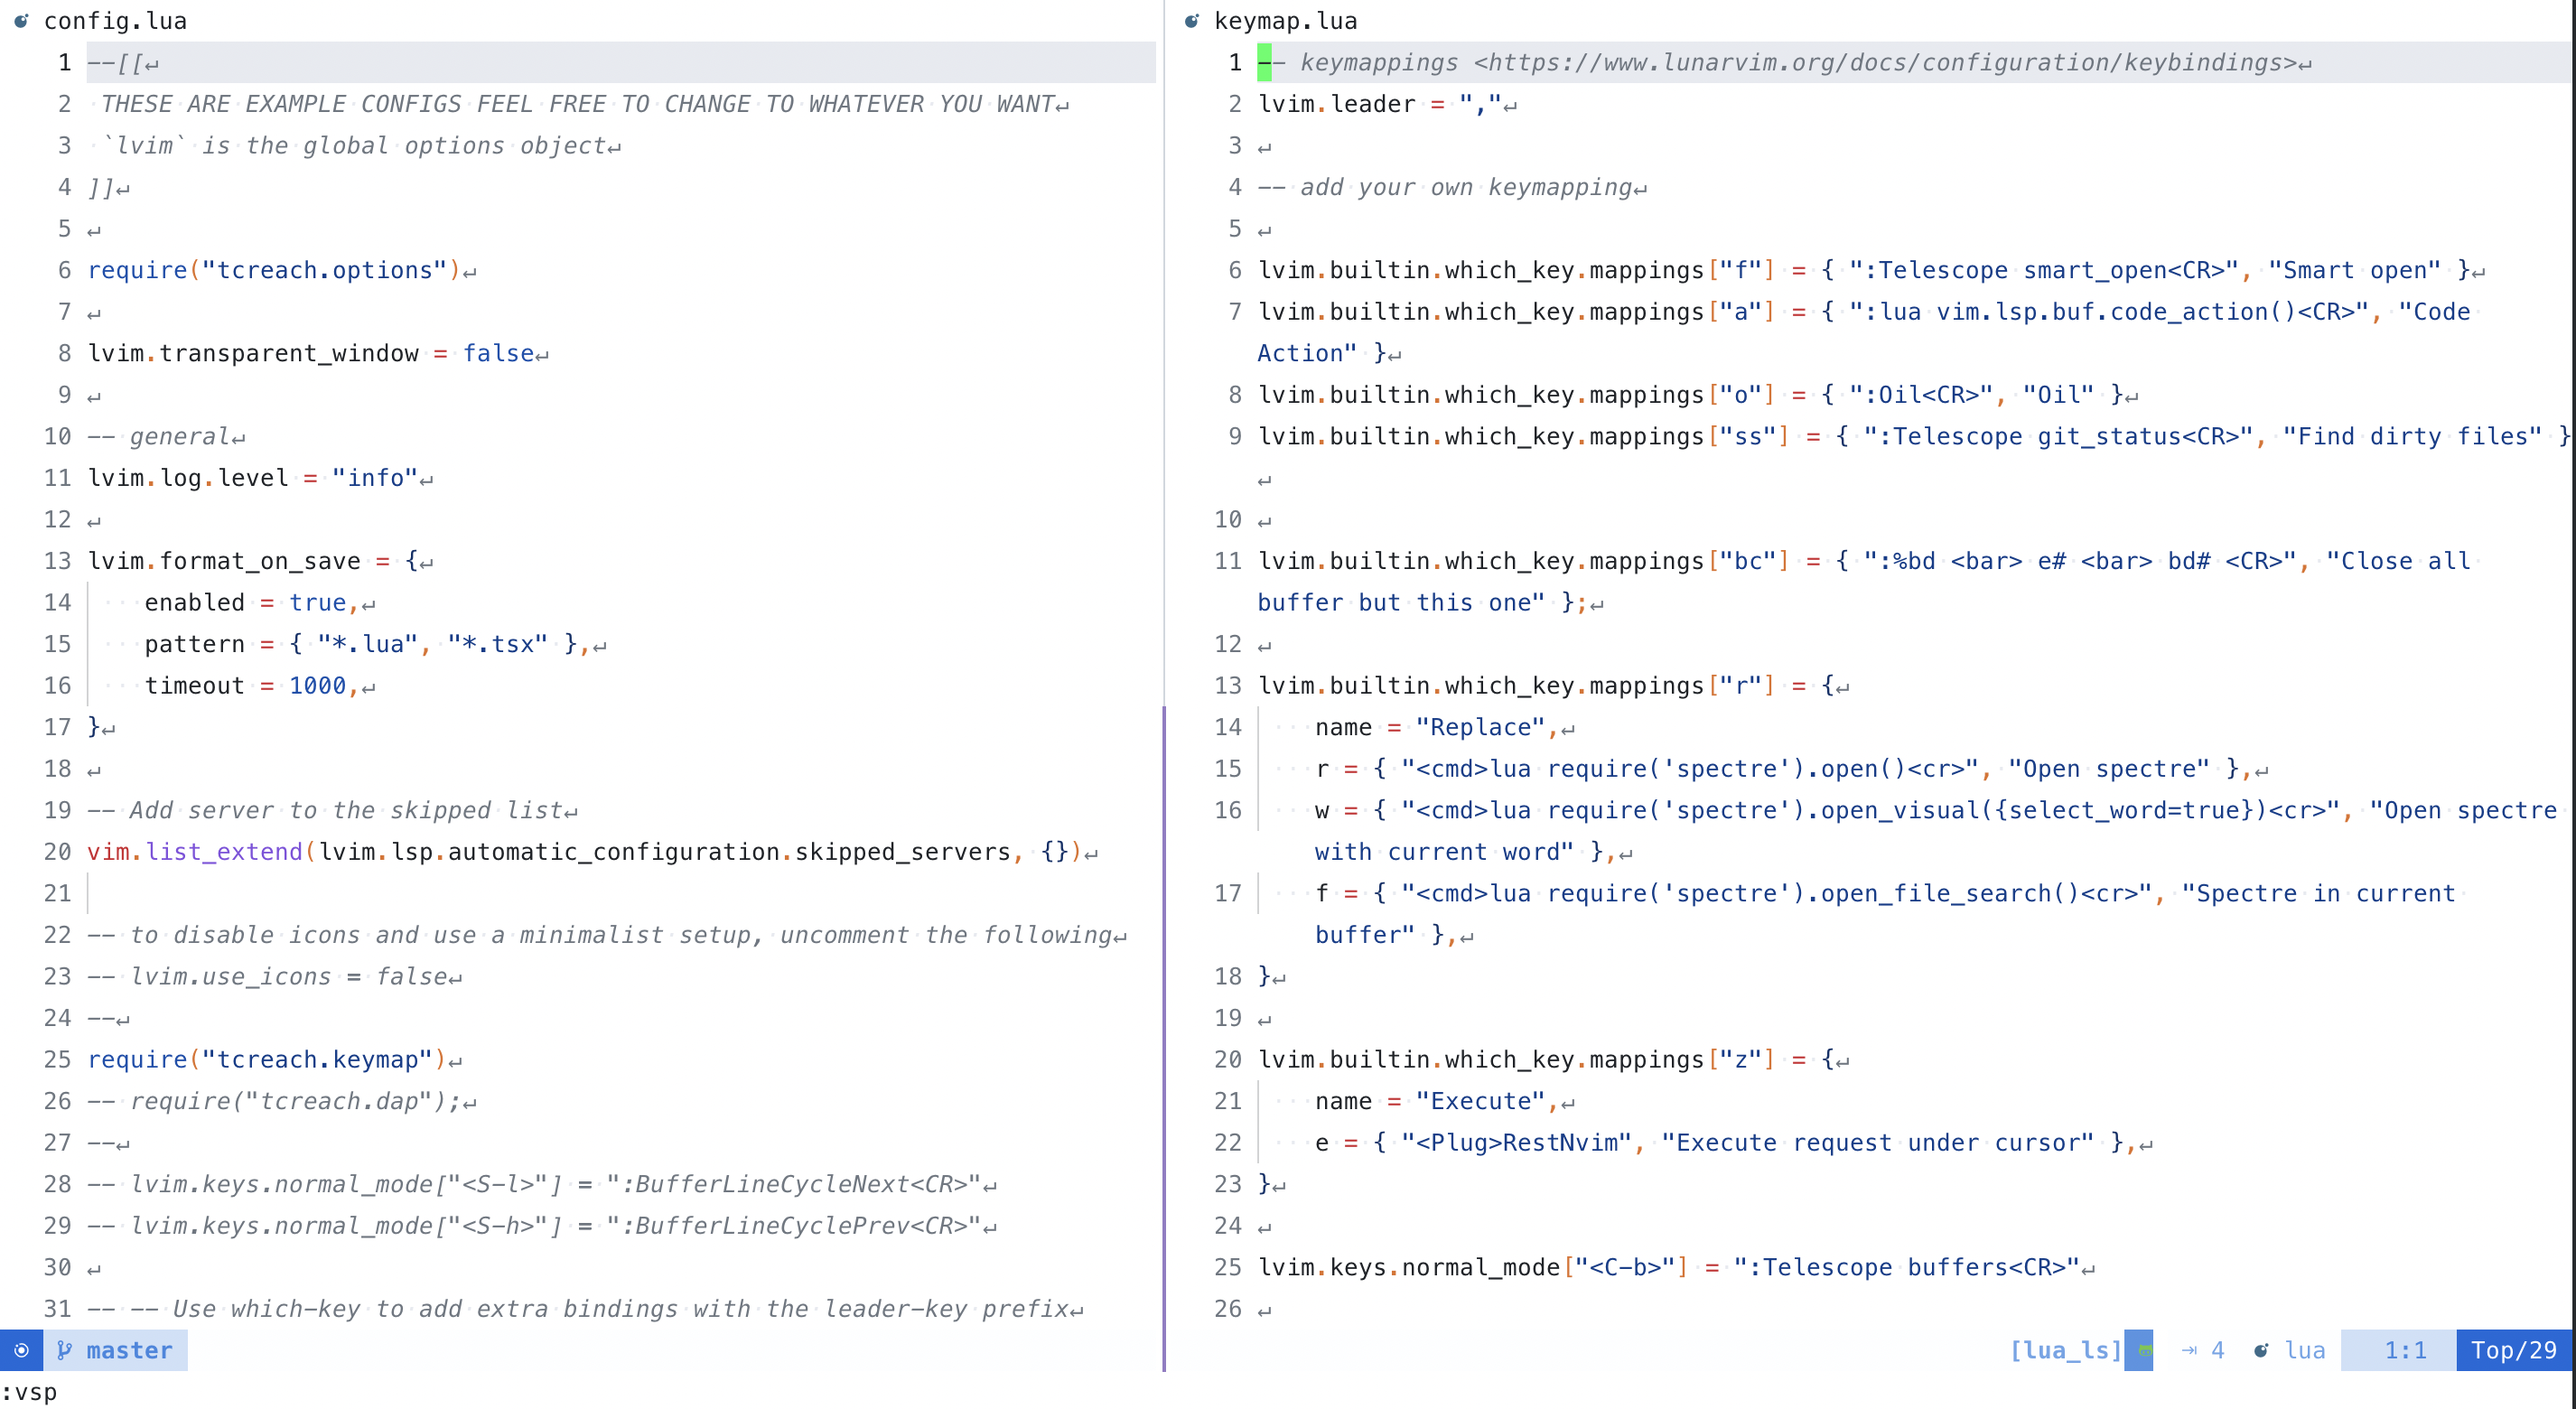 config.lua
1 --[[↵
2 THESE ARE EXAMPLE CONFIGS FEEL FREE TO CHANGE TO WHATEVER YOU WANT↵
3 `lvim` is the global options object↵
4 ]]↵
5 ↵
6 require("tcreach.options")↵
7 ↵
8 lvim.transparent_window = false↵
9 ↵
10 -- general↵
11 lvim.log.level = "info"↵
12 ↵
13 lvim.format_on_save = {↵
14 enabled = true,↵
15 pattern = { "*.lua", "*.tsx" },↵
16 timeout = 1000,↵
17 }↵
18 ↵
19 -- Add server to the skipped list↵
20 vim.list_extend(lvim.lsp.automatic_configuration.skipped_servers, {})↵
21
22 -- to disable icons and use a minimalist setup, uncomment the following↵
23 -- lvim.use_icons = false↵
24 --↵
25 require("tcreach.keymap")↵
26 -- require("tcreach.dap");↵
27 --↵
28 -- lvim.keys.normal_mode["<S-l>"] = ":BufferLineCycleNext<CR>"↵
29 -- lvim.keys.normal_mode["<S-h>"] = ":BufferLineCyclePrev<CR>"↵
30 ↵
31 -- -- Use which-key to add extra bindings with the leader-key prefix↵
keymap.lua
1 -- keymappings <https://www.lunarvim.org/docs/configuration/keybindings>↵
2 lvim.leader = ","↵
3 ↵
4 -- add your own keymapping↵
5 ↵
6 lvim.builtin.which_key.mappings["f"] = { ":Telescope smart_open<CR>", "Smart open" }↵
7 lvim.builtin.which_key.mappings["a"] = { ":lua vim.lsp.buf.code_action()<CR>", "Code
Action" }↵
8 lvim.builtin.which_key.mappings["o"] = { ":Oil<CR>", "Oil" }↵
9 lvim.builtin.which_key.mappings["ss"] = { ":Telescope git_status<CR>", "Find dirty files" }
↵
10 ↵
11 lvim.builtin.which_key.mappings["bc"] = { ":%bd <bar> e# <bar> bd# <CR>", "Close all
buffer but this one" };↵
12 ↵
13 lvim.builtin.which_key.mappings["r"] = {↵
14 name = "Replace",↵
15 r = { "<cmd>lua require('spectre').open()<cr>", "Open spectre" },↵
16 w = { "<cmd>lua require('spectre').open_visual({select_word=true})<cr>", "Open spectre
with current word" },↵
17 f = { "<cmd>lua require('spectre').open_file_search()<cr>", "Spectre in current
buffer" },↵
18 }↵
19 ↵
20 lvim.builtin.which_key.mappings["z"] = {↵
21 name = "Execute",↵
22 e = { "<Plug>RestNvim", "Execute request under cursor" },↵
23 }↵
24 ↵
25 lvim.keys.normal_mode["<C-b>"] = ":Telescope buffers<CR>"↵
26 ↵
master [lua_ls] ⇥ 4 lua 1:1 Top/29
:vsp